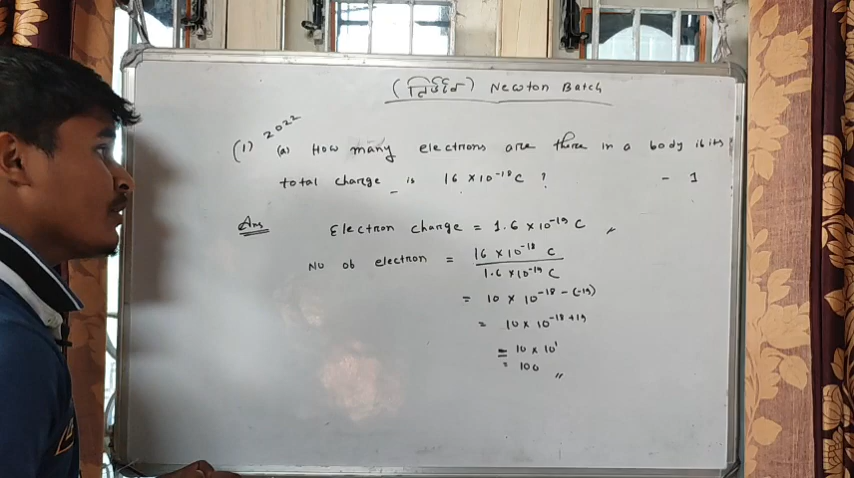 Newton Batch
2022
(1) (a) How many electrons are there in a body if its
total charge is 16 × 10⁻¹⁸ C ? - 1
Ans Electron charge = 1.6 × 10⁻¹⁹ C
No of electron = 16 × 10⁻¹⁸ C / 1.6 × 10⁻¹⁹ C
= 10 × 10⁻¹⁸ ⁻ ⁽⁻¹⁹⁾
= 10 × 10⁻¹⁸ ⁺ ¹⁹
= 10 × 10¹
= 100